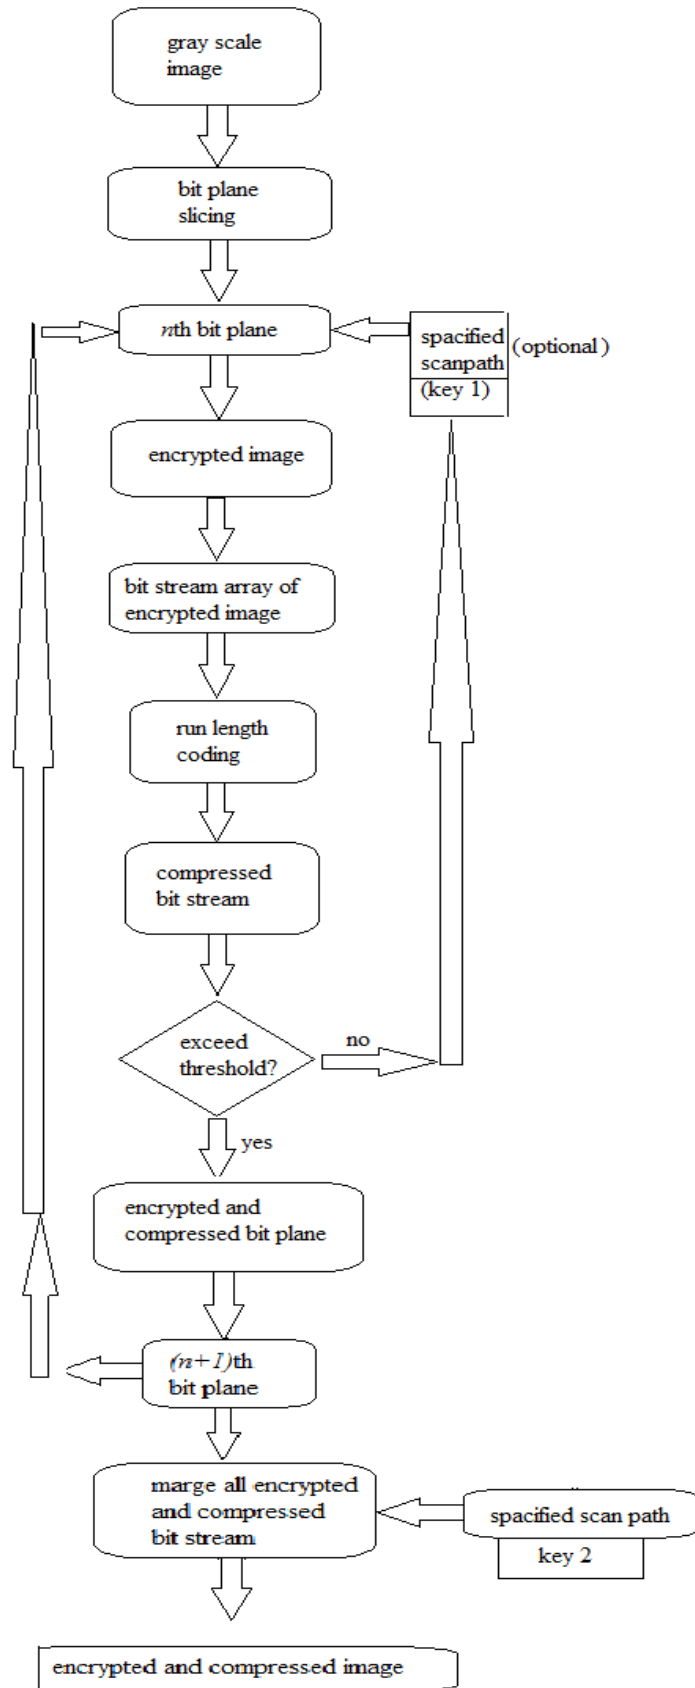 gray scale
image
bit plane
slicing
nth bit plane
spacified
scanpath
(key 1)
(optional)
encrypted image
bit stream array of
encrypted image
run length
coding
compressed
bit stream
exceed
threshold?
no
yes
encrypted and
compressed bit plane
(n+1)th
bit plane
marge all encrypted
and compressed
bit stream
spacified scan path
key 2
encrypted and compressed image